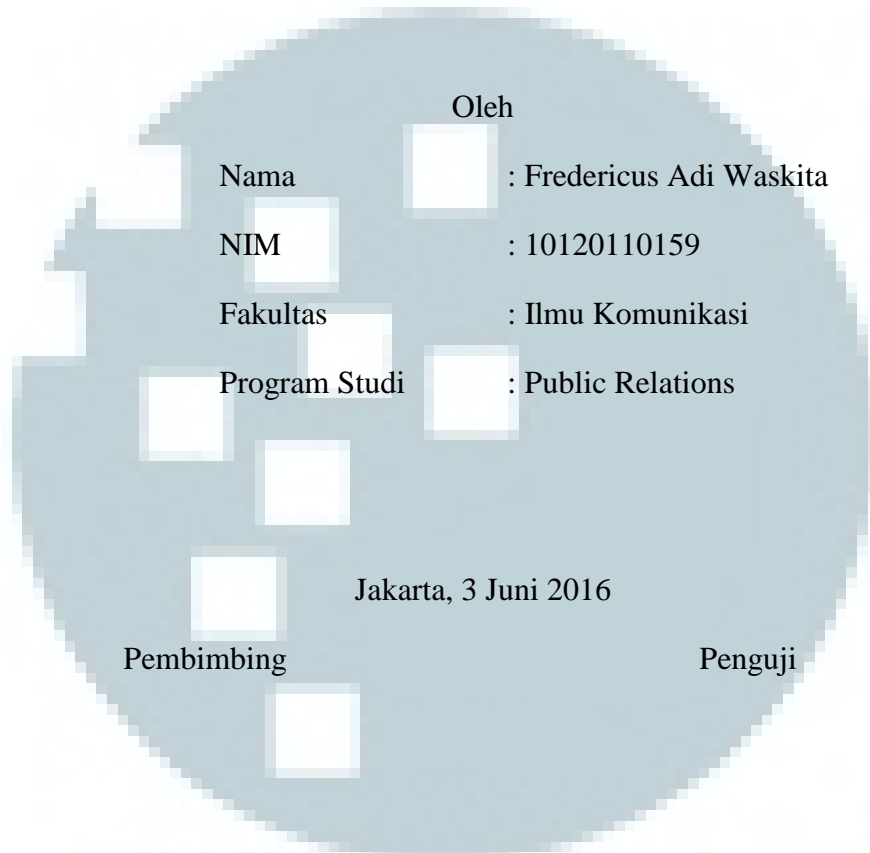 Oleh
Nama : Fredericus Adi Waskita
NIM : 10120110159
Fakultas : Ilmu Komunikasi
Program Studi : Public Relations
Jakarta, 3 Juni 2016
Pembimbing Penguji